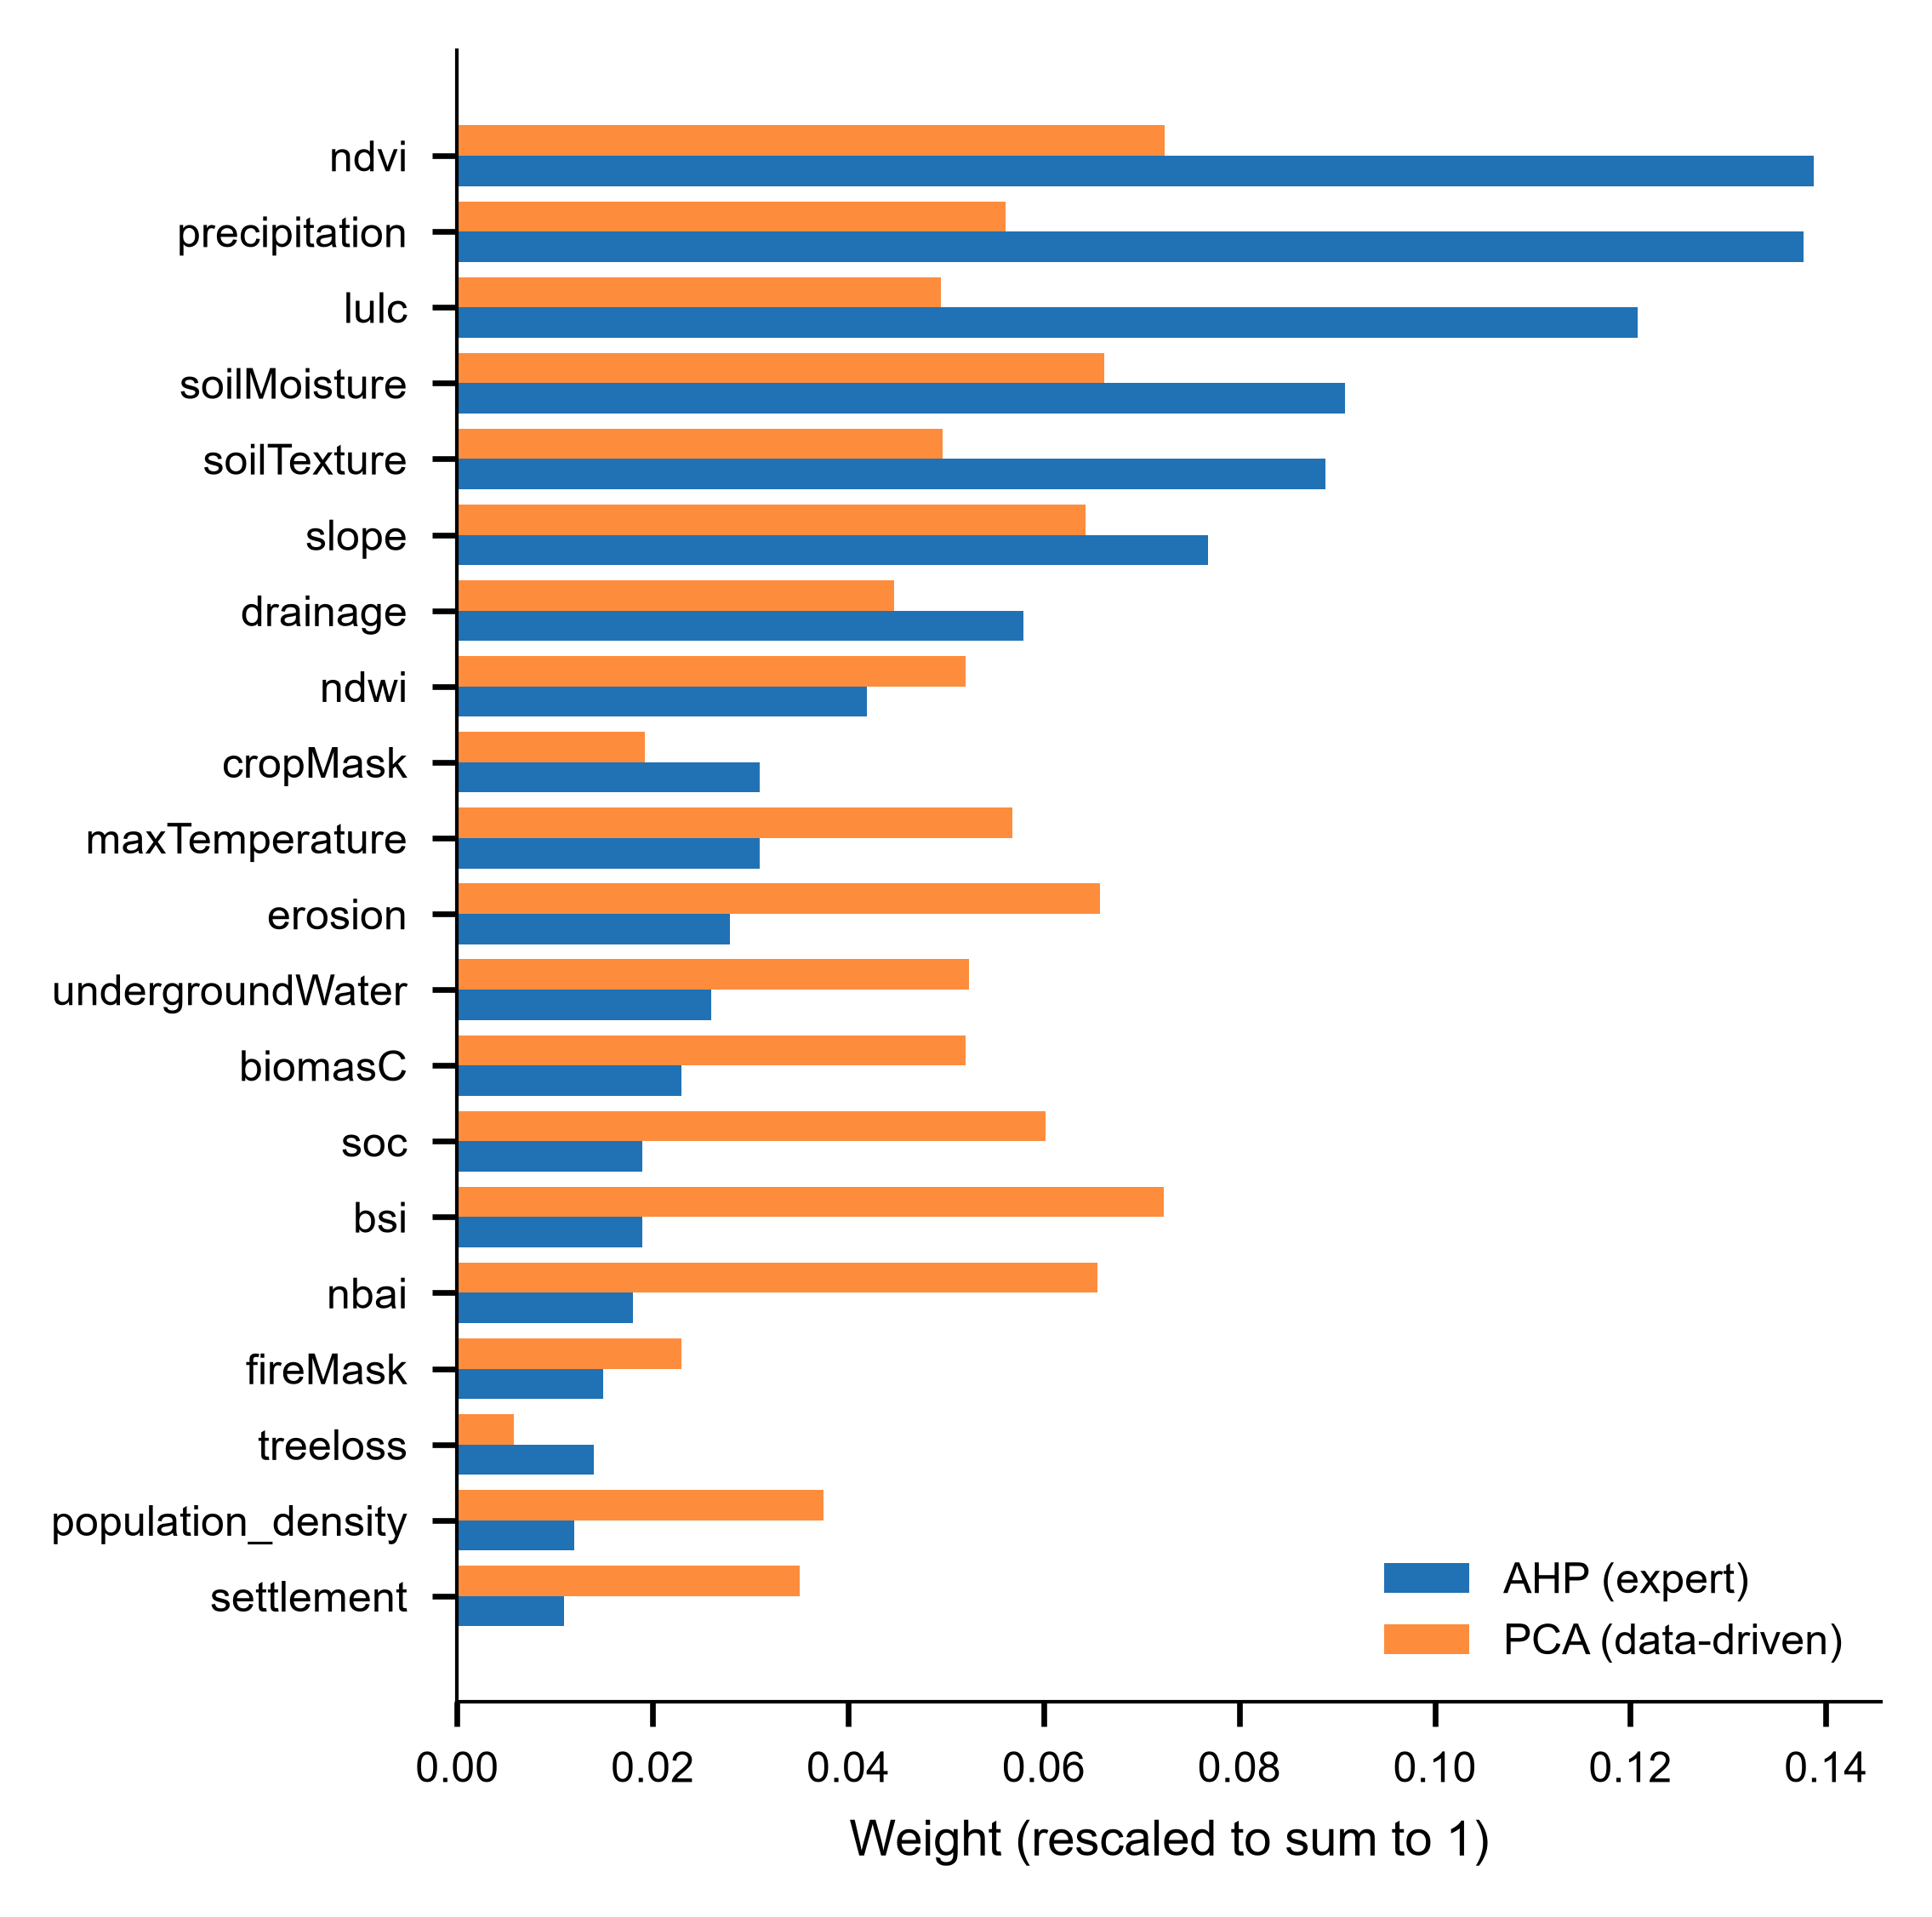 ndvi
precipitation
lulc
soilMoisture
soilTexture
slope
drainage
ndwi
cropMask
maxTemperature
erosion
undergroundWater
biomasC
soc
bsi
nbai
fireMask
treeloss
population_density
settlement
AHP (expert)
PCA (data-driven)
0.00 0.02 0.04 0.06 0.08 0.10 0.12 0.14
Weight (rescaled to sum to 1)